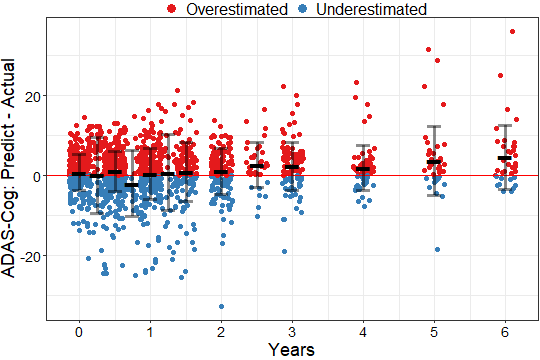 Overestimated Underestimated
ADAS-Cog: Predict - Actual
20
0
-20
0 1 2 3 4 5 6
Years